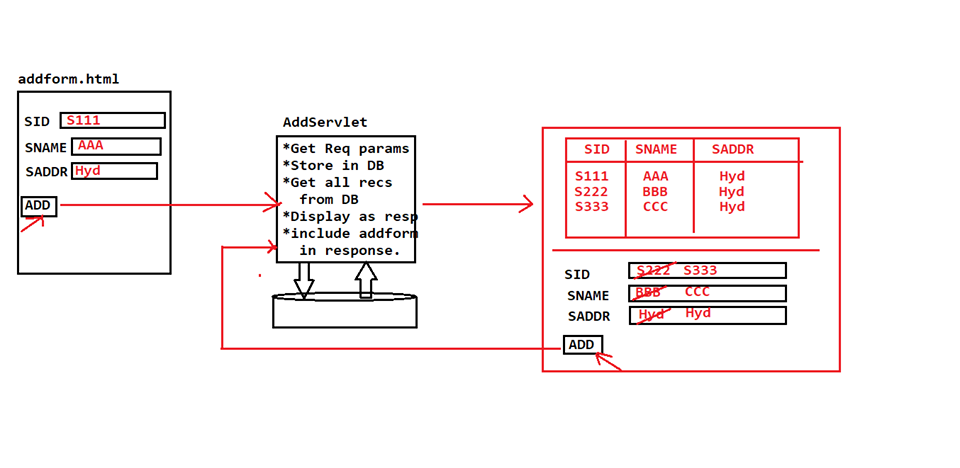 addform.html
SID S111
SNAME AAA
SADDR Hyd
ADD
AddServlet
*Get Req params
*Store in DB
*Get all recs
from DB
*Display as resp
*include addform
in response.
SID SNAME SADDR
S111 AAA Hyd
S222 BBB Hyd
S333 CCC Hyd
SID S222 S333
SNAME BBB CCC
SADDR Hyd Hyd
ADD